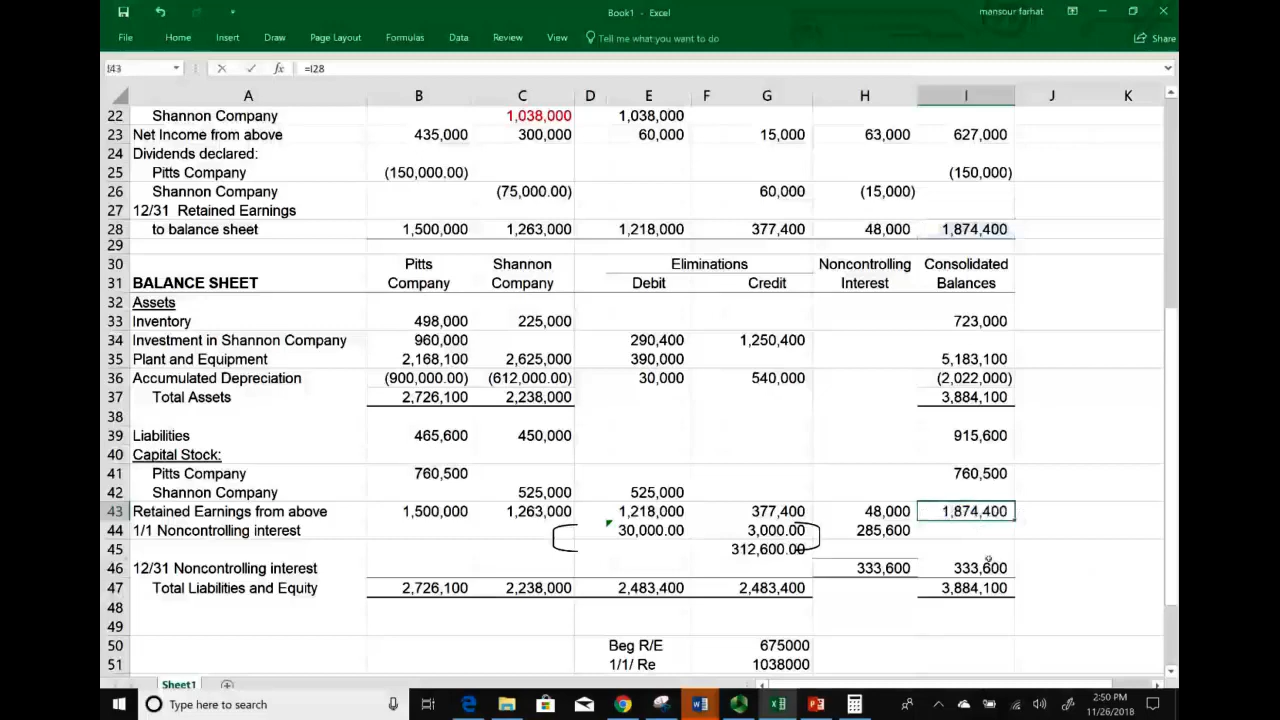 Book1 - Excel
mansour farhat
File Home Insert Draw Page Layout Formulas Data Review View Tell me what you want to do Share
I43 fx =I28
A B C D E F G H I J K
22 Shannon Company 1,038,000 1,038,000
23 Net Income from above 435,000 300,000 60,000 15,000 63,000 627,000
24 Dividends declared:
25 Pitts Company (150,000.00) (150,000)
26 Shannon Company (75,000.00) 60,000 (15,000)
27 12/31 Retained Earnings
28 to balance sheet 1,500,000 1,263,000 1,218,000 377,400 48,000 1,874,400
29
30 Pitts Shannon Eliminations Noncontrolling Consolidated
31 BALANCE SHEET Company Company Debit Credit Interest Balances
32 Assets
33 Inventory 498,000 225,000 723,000
34 Investment in Shannon Company 960,000 290,400 1,250,400
35 Plant and Equipment 2,168,100 2,625,000 390,000 5,183,100
36 Accumulated Depreciation (900,000.00) (612,000.00) 30,000 540,000 (2,022,000)
37 Total Assets 2,726,100 2,238,000 3,884,100
38
39 Liabilities 465,600 450,000 915,600
40 Capital Stock:
41 Pitts Company 760,500 760,500
42 Shannon Company 525,000 525,000
43 Retained Earnings from above 1,500,000 1,263,000 1,218,000 377,400 48,000 1,874,400
44 1/1 Noncontrolling interest 30,000.00 3,000.00 285,600
45 312,600.00
46 12/31 Noncontrolling interest 333,600 333,600
47 Total Liabilities and Equity 2,726,100 2,238,000 2,483,400 2,483,400 3,884,100
48
49
50 Beg R/E 675000
51 1/1/ Re 1038000
Sheet1
Type here to search
2:50 PM
11/26/2018